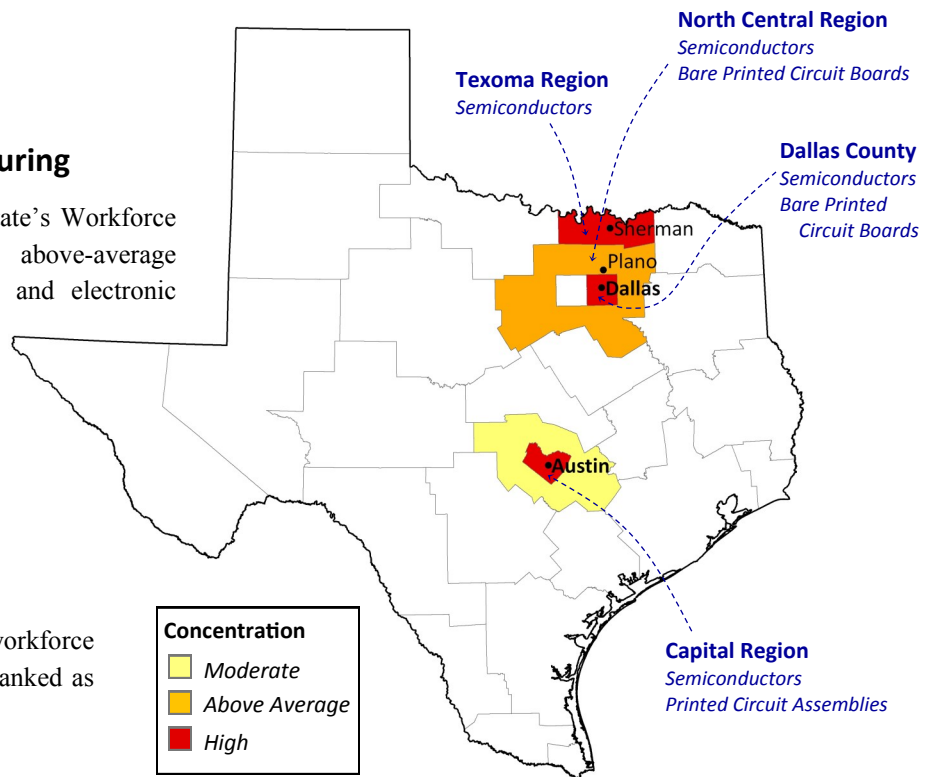 North Central Region
Semiconductors
Bare Printed Circuit Boards
Texoma Region
Semiconductors
Dallas County
Semiconductors
Bare Printed
Circuit Boards
uring
ate's Workforce
above-average
and electronic
Sherman
Plano
Dallas
Austin
workforce
anked as
Concentration
Moderate
Above Average
High
Capital Region
Semiconductors
Printed Circuit Assemblies